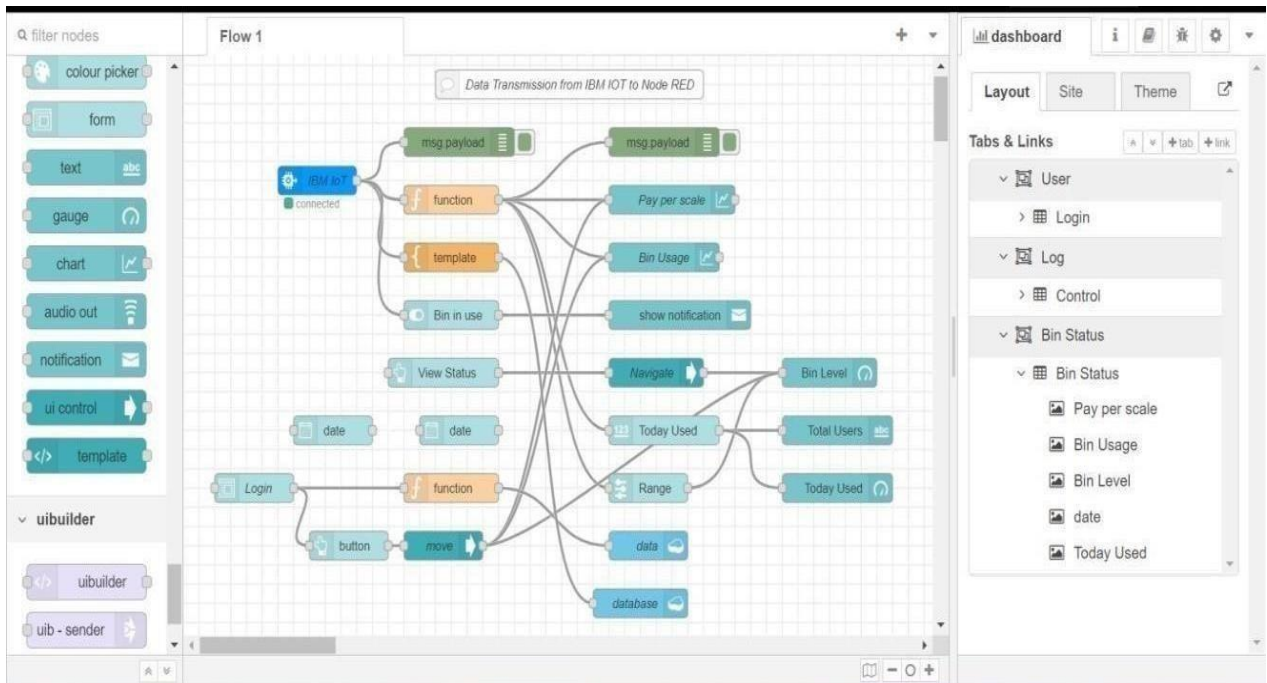 filter nodes
colour picker
form
text
abc
gauge
chart
audio out
notification
ui control
template
uibuilder
uibuilder
uib - sender
Flow 1
Data Transmission from IBM IOT to Node RED
msg.payload
msg.payload
IBM IoT
connected
function
Pay per scale
template
Bin Usage
Bin in use
show notification
View Status
Navigate
Bin Level
date
date
123
Today Used
Total Users
abc
Login
function
Range
Today Used
button
move
data
database
dashboard
i
Layout
Site
Theme
Tabs & Links
+tab
+link
User
Login
Log
Control
Bin Status
Bin Status
Pay per scale
Bin Usage
Bin Level
date
Today Used